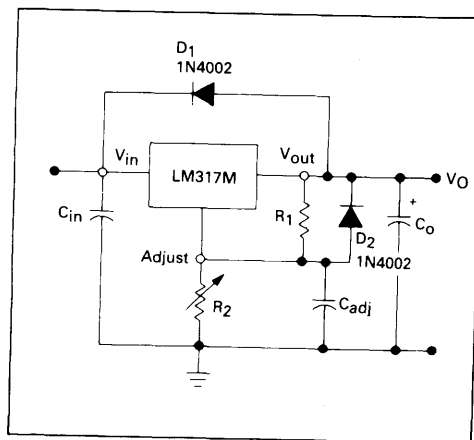 D1
1N4002
Vin
Vout
VO
LM317M
Cin
R1
+
CO
D2
1N4002
Adjust
R2
Cadj